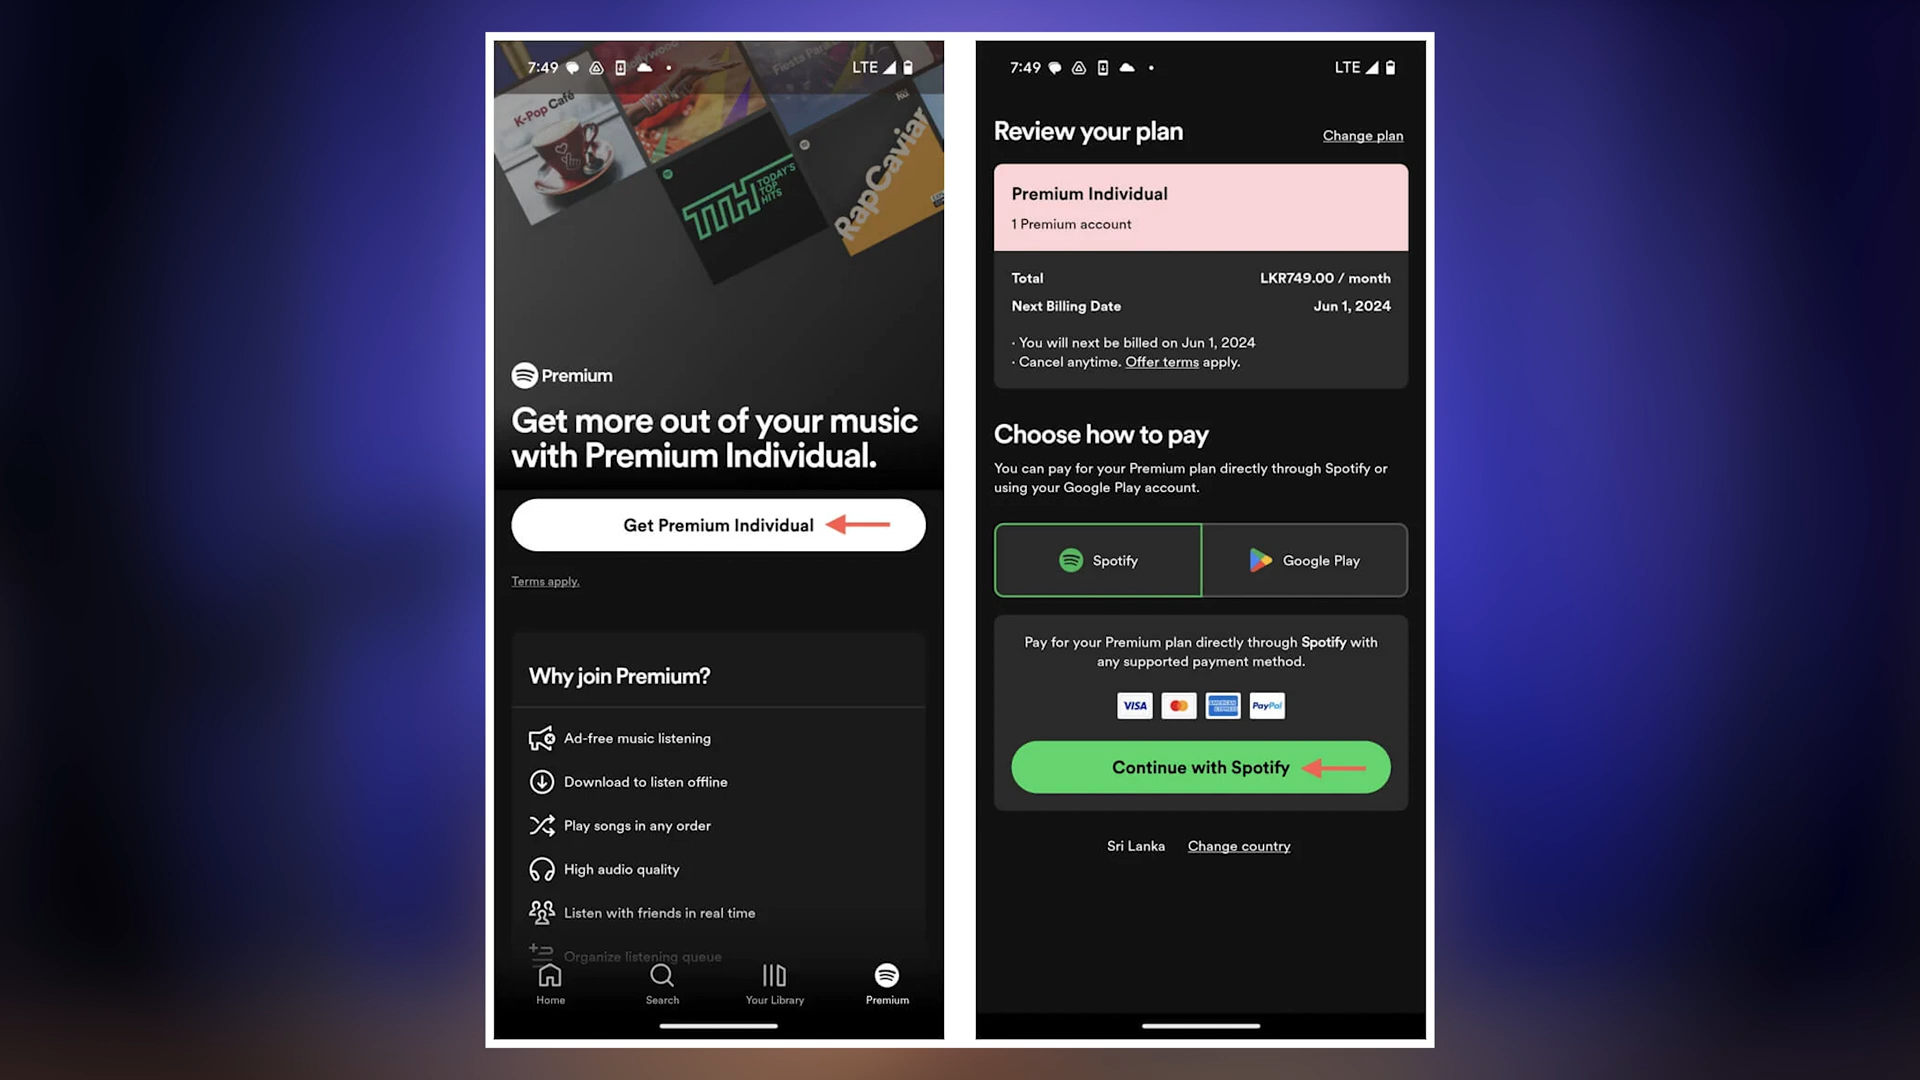 7:49
LTE
K-Pop Café
Fiesta
TODAY'S
TOP
HITS
RapCaviar
Premium
Get more out of your music
with Premium Individual.
Get Premium Individual
Terms apply.
Why join Premium?
Ad-free music listening
Download to listen offline
Play songs in any order
High audio quality
Listen with friends in real time
Organize listening queue
Home
Search
Your Library
Premium
7:49
LTE
Review your plan
Change plan
Premium Individual
1 Premium account
Total
LKR749.00 / month
Next Billing Date
Jun 1, 2024
· You will next be billed on Jun 1, 2024
· Cancel anytime. Offer terms apply.
Choose how to pay
You can pay for your Premium plan directly through Spotify or
using your Google Play account.
Spotify
Google Play
Pay for your Premium plan directly through Spotify with
any supported payment method.
VISA
AMERICAN
EXPRESS
PayPal
Continue with Spotify
Sri Lanka
Change country